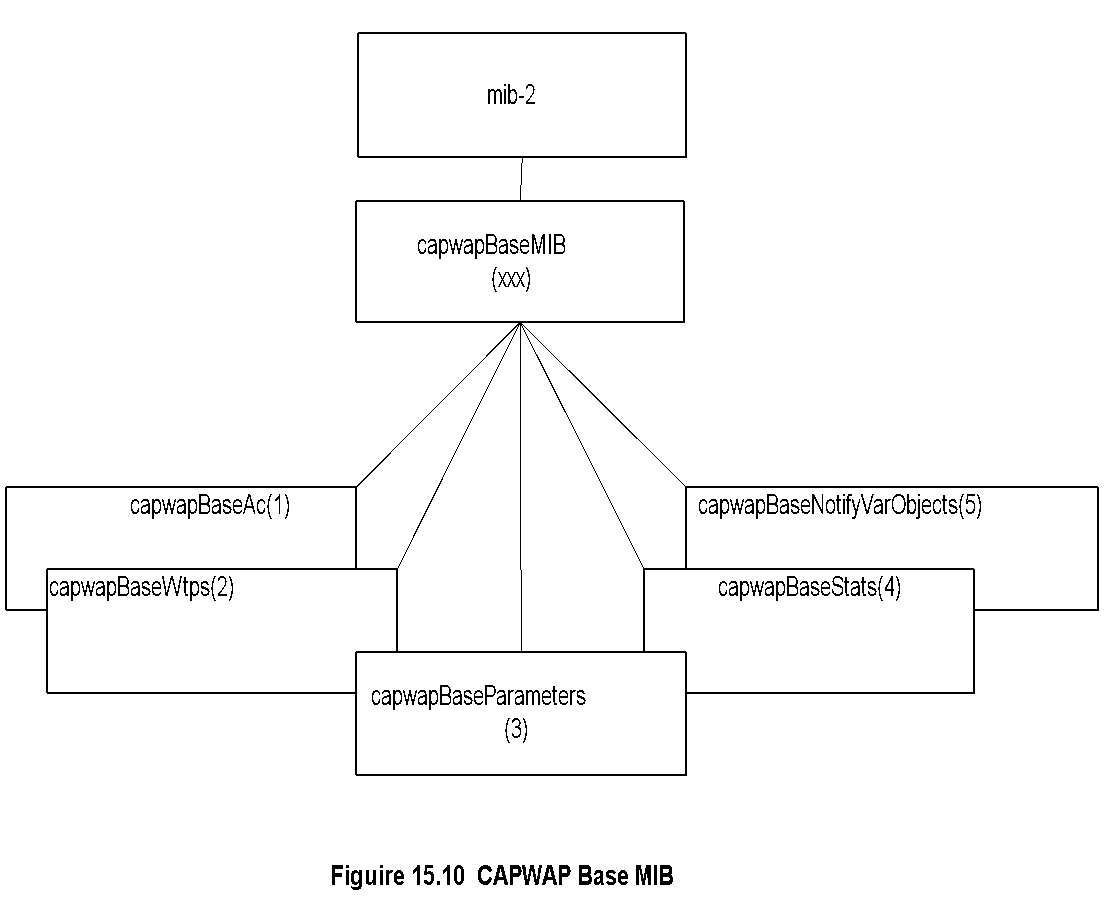 mib-2
capwapBaseMIB
(xxx)
capwapBaseAc(1)
capwapBaseNotifyVarObjects(5)
capwapBaseWtps(2)
capwapBaseStats(4)
capwapBaseParameters
(3)
Figuire 15.10 CAPWAP Base MIB